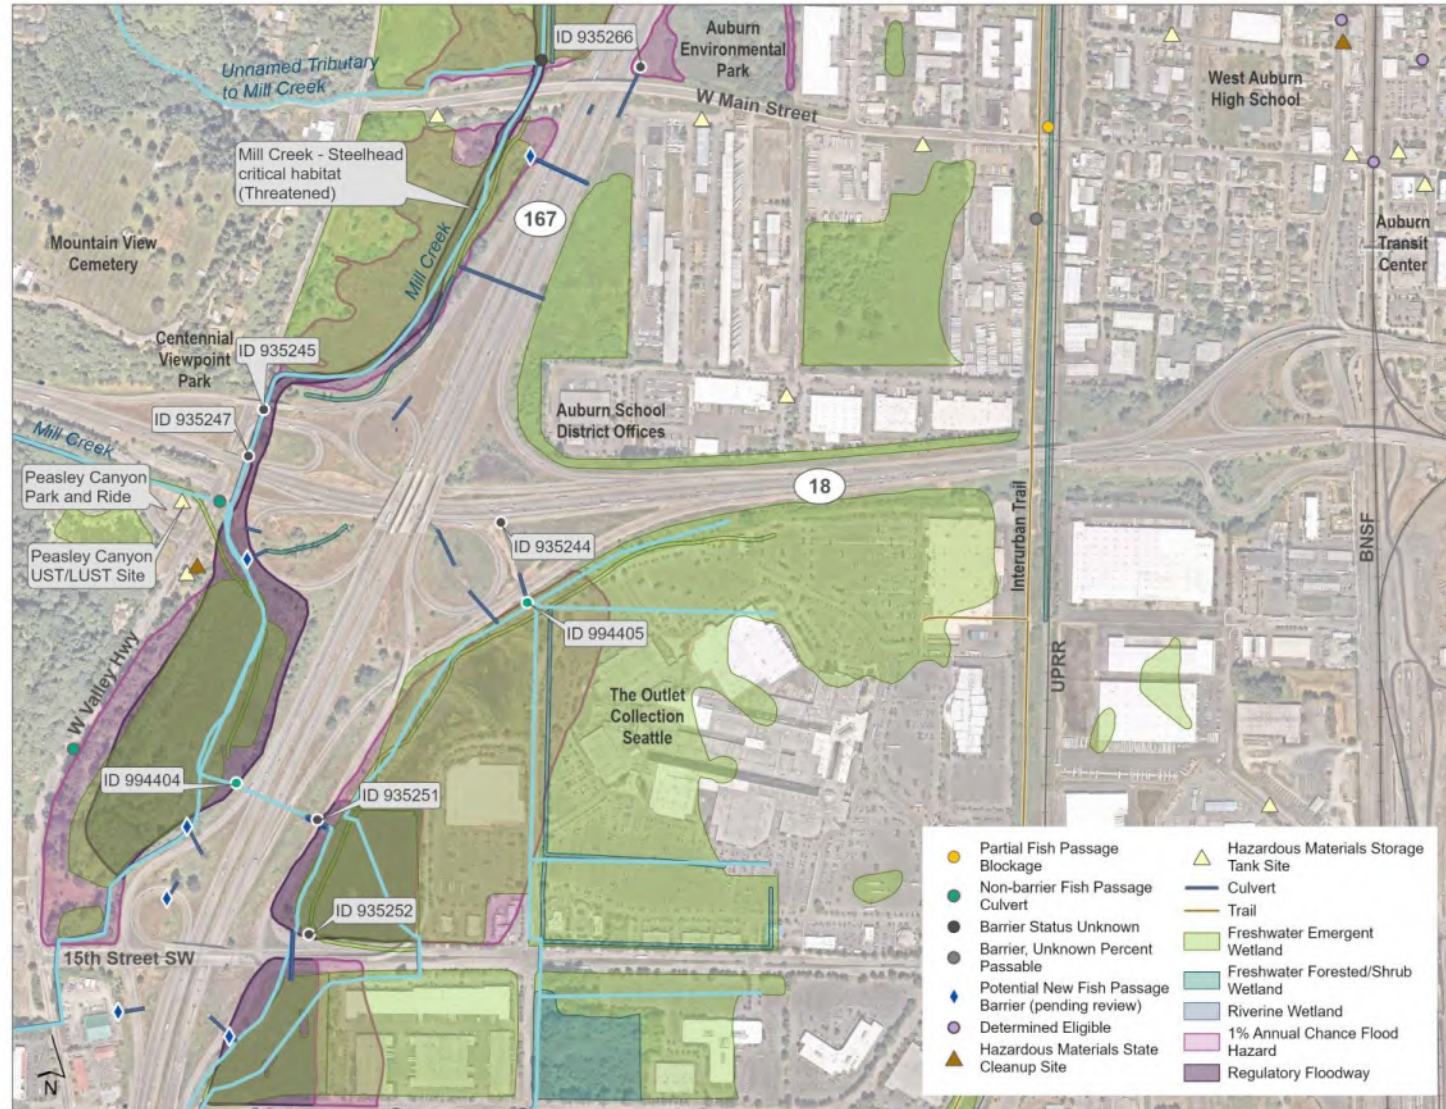 ID 935266
Auburn
Environmental
Park
Unnamed Tributary
to Mill Creek
W Main Street
West Auburn
High School
Mill Creek - Steelhead
critical habitat
(Threatened)
167
Mountain View
Cemetery
Mill Creek
Auburn
Transit
Center
Centennial
Viewpoint
Park
ID 935245
ID 935247
Auburn School
District Offices
Mill Creek
Peasley Canyon
Park and Ride
18
Interurban Trail
BNSF
ID 935244
Peasley Canyon
UST/LUST Site
ID 994405
W Valley Hwy
UPRR
The Outlet
Collection
Seattle
ID 994404
ID 935251
ID 935252
15th Street SW
N
Partial Fish Passage
Blockage
Non-barrier Fish Passage
Culvert
Barrier Status Unknown
Barrier, Unknown Percent
Passable
Potential New Fish Passage
Barrier (pending review)
Determined Eligible
Hazardous Materials State
Cleanup Site
Hazardous Materials Storage
Tank Site
Culvert
Trail
Freshwater Emergent
Wetland
Freshwater Forested/Shrub
Wetland
Riverine Wetland
1% Annual Chance Flood
Hazard
Regulatory Floodway